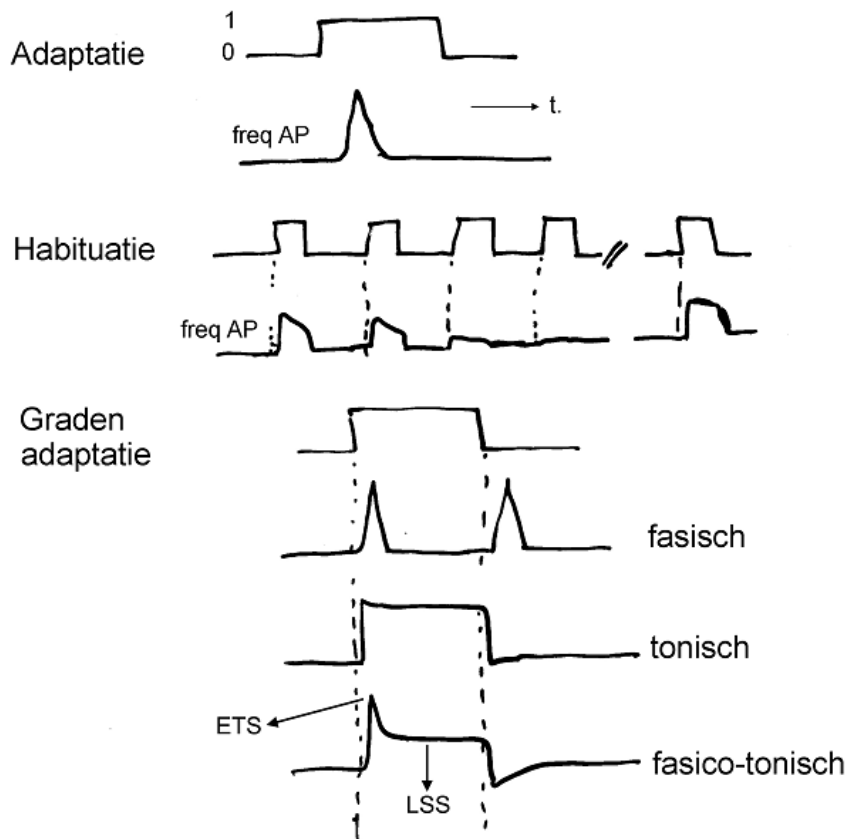 1
0
Adaptatie
t.
freq AP
Habituatie
freq AP
Graden
adaptatie
fasisch
tonisch
ETS
fasico-tonisch
LSS